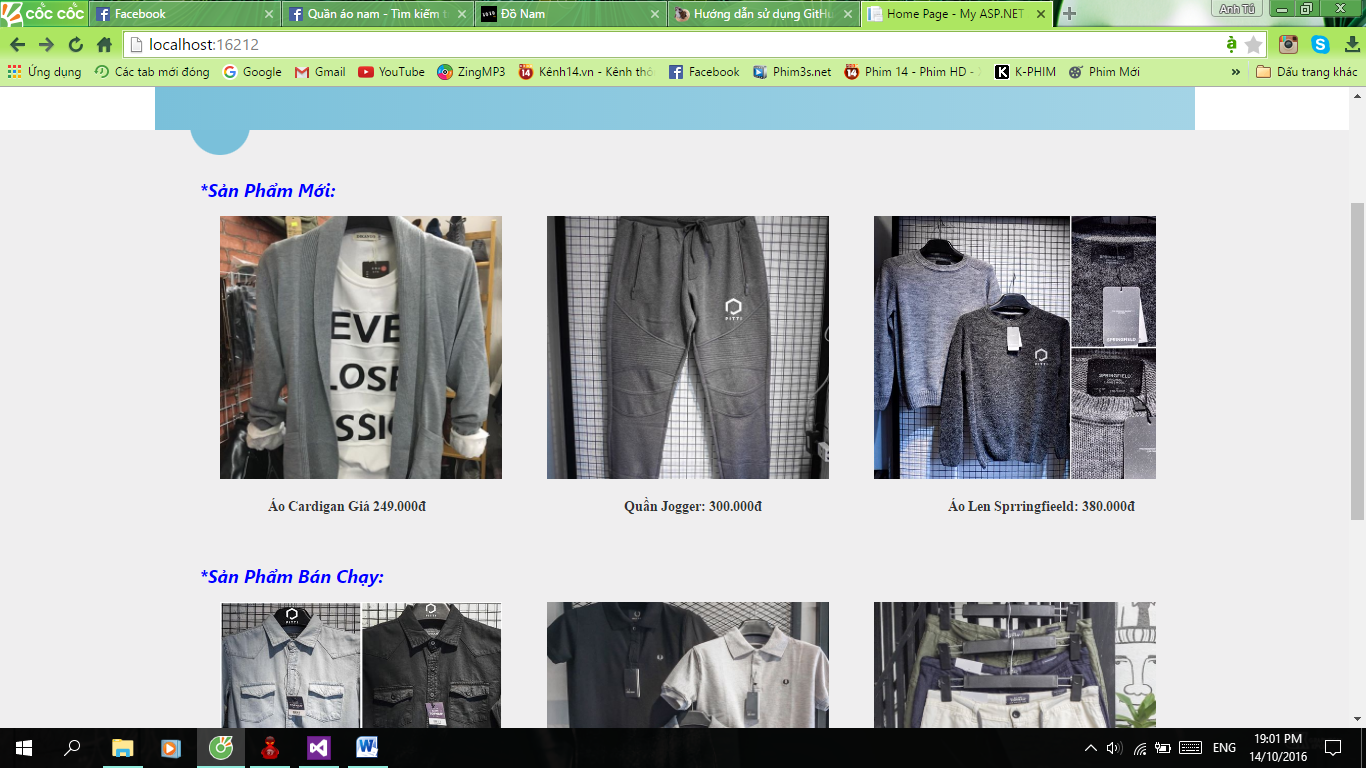 cốc cốc
Facebook
Quần áo nam - Tìm kiếm
Đồ Nam
Hướng dẫn sử dụng GitHu
Home Page - My ASP.NET
Anh Tú
localhost:16212
Ứng dụng
Các tab mới đóng
Google
Gmail
YouTube
ZingMP3
Kênh14.vn - Kênh thô
Facebook
Phim3s.net
Phim 14 - Phim HD -
K-PHIM
Phim Mới
»
Dấu trang khác
*Sản Phẩm Mới:
EVE
LOSE
SSIC
PITTI
PITTI
SPRINGFIELD
SPRINGFIELD
SPRINGFIELD
Áo Cardigan Giá 249.000đ
Quần Jogger: 300.000đ
Áo Len Sprringfieeld: 380.000đ
*Sản Phẩm Bán Chạy:
PITTI
PITTI
ENG
19:01 PM
14/10/2016